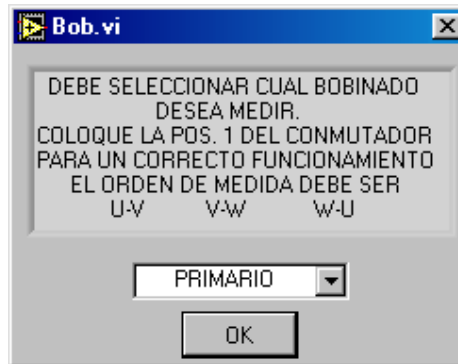 Bob.vi
DEBE SELECCIONAR CUAL BOBINADO
DESEA MEDIR.
COLOQUE LA POS. 1 DEL CONMUTADOR
PARA UN CORRECTO FUNCIONAMIENTO
EL ORDEN DE MEDIDA DEBE SER
U-V V-W W-U
PRIMARIO
OK